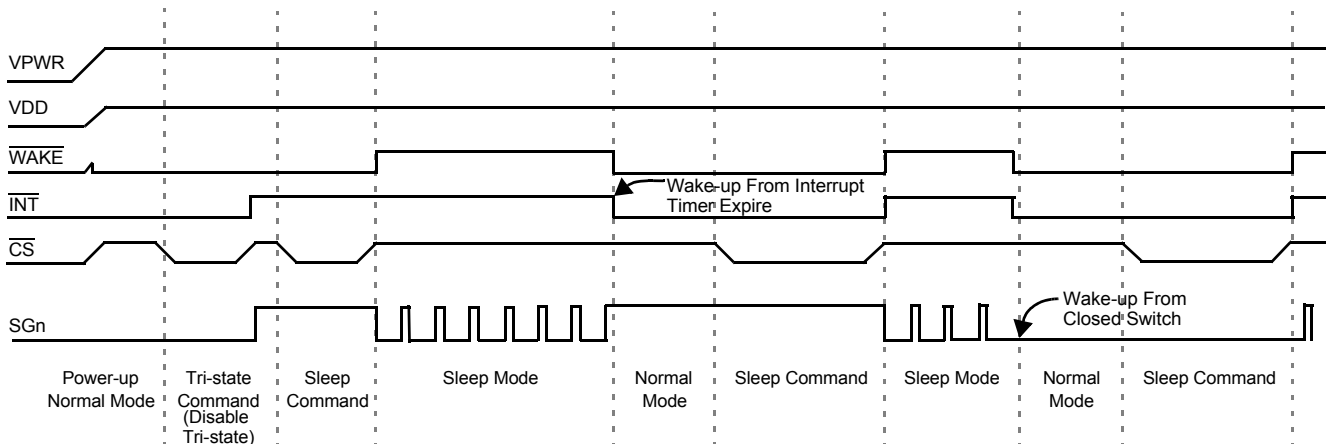 VPWR
VDD
WAKE
INT
Wake-up From Interrupt
Timer Expire
CS
SGn
Wake-up From
Closed Switch
Power-up
Normal Mode
Tri-state
Command
(Disable
Tri-state)
Sleep
Command
Sleep Mode
Normal
Mode
Sleep Command
Sleep Mode
Normal
Mode
Sleep Command